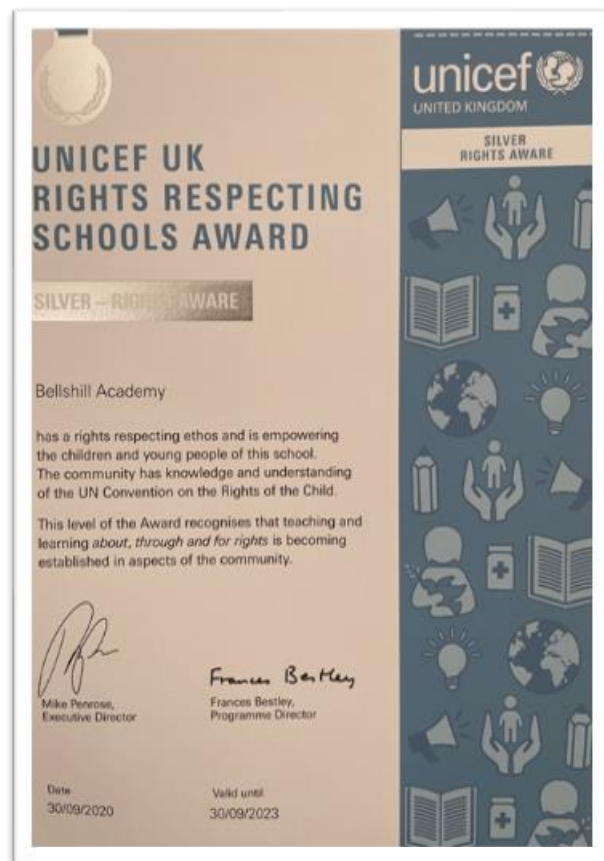 unicef
UNITED KINGDOM
SILVER
RIGHTS AWARE
UNICEF UK
RIGHTS RESPECTING
SCHOOLS AWARD
SILVER – RIGHTS AWARE
Bellshill Academy
has a rights respecting ethos and is empowering
the children and young people of this school.
The community has knowledge and understanding
of the UN Convention on the Rights of the Child.
This level of the Award recognises that teaching and
learning about, through and for rights is becoming
established in aspects of the community.
Frances Bestley
Mike Penrose,
Executive Director
Frances Bestley,
Programme Director
Date
30/09/2020
Valid until
30/09/2023